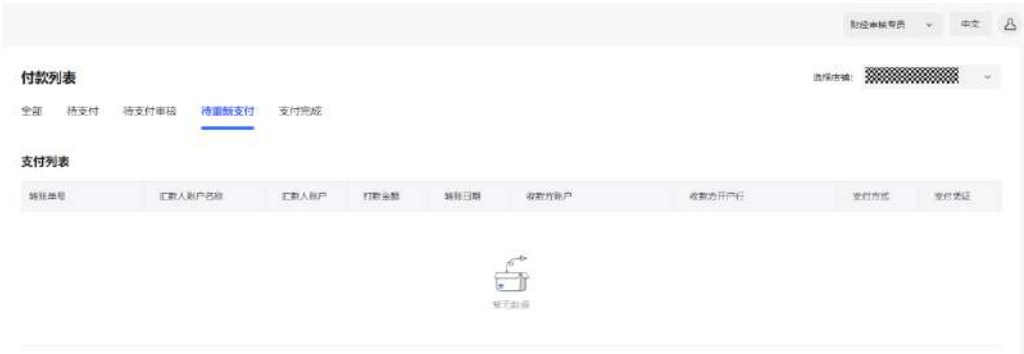 财经审核专员 中文
付款列表 选择店铺:
全部 待支付 待支付审核 待重新支付 支付完成
支付列表
转账单号 汇款人账户名称 汇款人账户 打款金额 转账日期 收款方账户 收款方开户行 支付方式 支付凭证
暂无数据